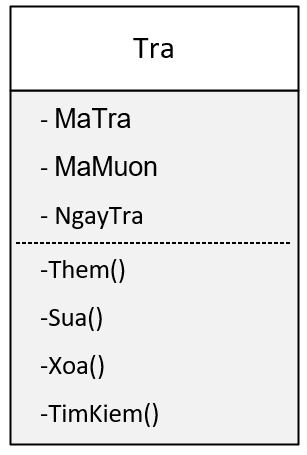 Tra
- MaTra
- MaMuon
- NgayTra
-Them()
-Sua()
-Xoa()
-TimKiem()